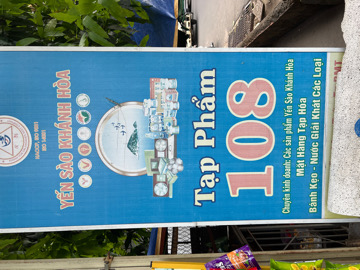 YẾN SÀO KHÁNH HÒA
Tạp Phẩm
108
Chuyên kinh doanh: Các sản phẩm Yến Sào Khánh Hòa
Mặt Hàng Tạp Hóa
Bánh Kẹo - Nước Giải Khát Các Loại